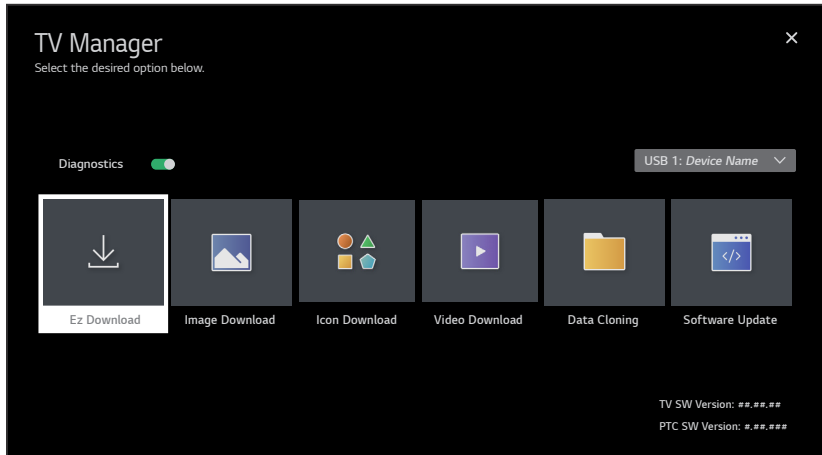 TV Manager
Select the desired option below.
Diagnostics
USB 1: Device Name
Ez Download
Image Download
Icon Download
Video Download
Data Cloning
Software Update
</>
TV SW Version: ##.##.##
PTC SW Version: #.##.###